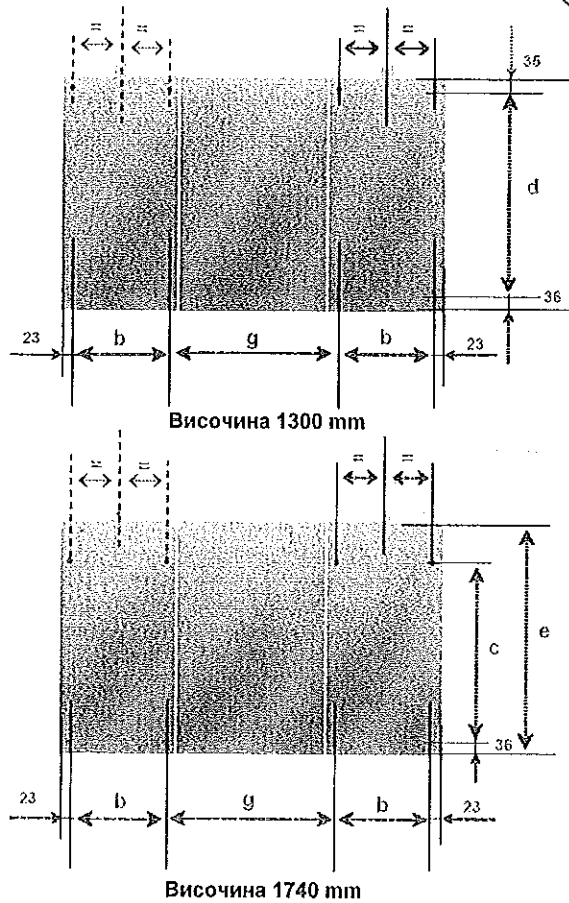 = = = =
35
d
36
23 b g b 23
Височина 1300 mm
= = = =
e
c
36
23 b g b 23
Височина 1740 mm